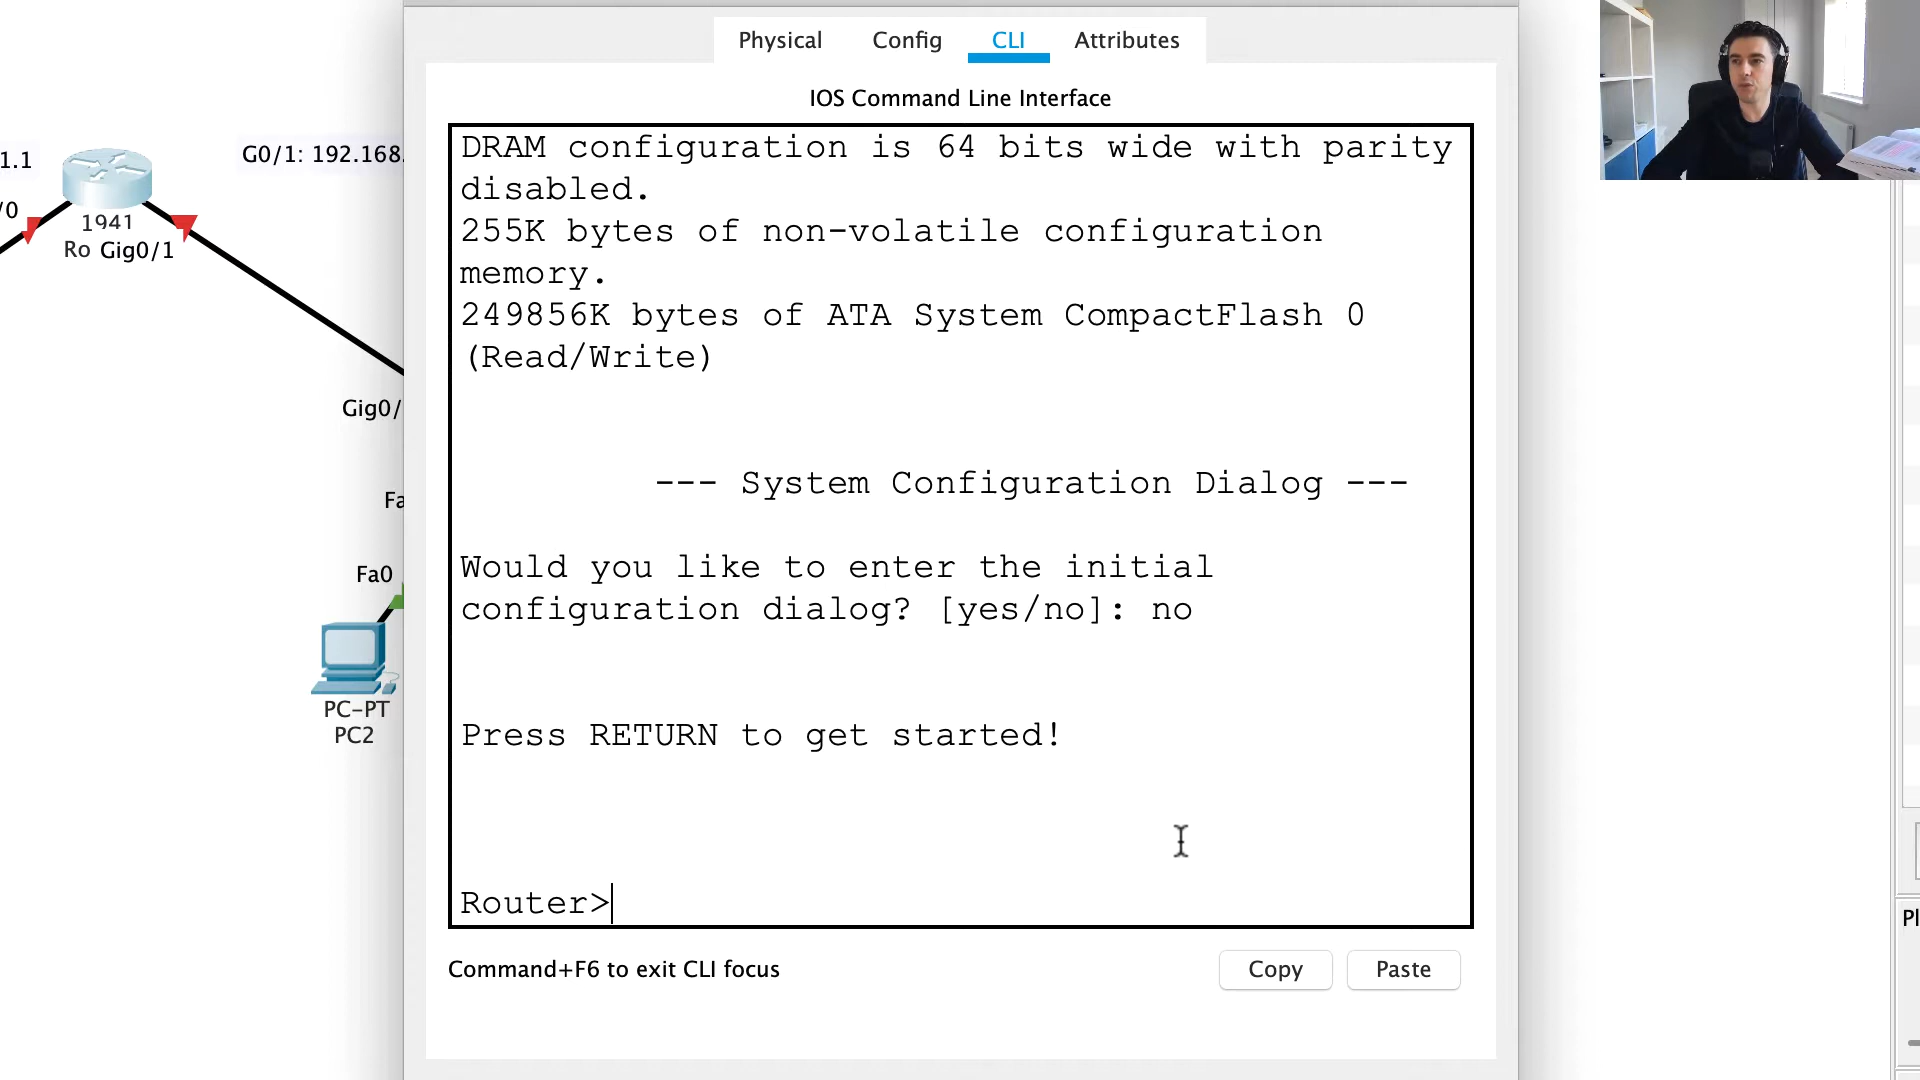 Physical
Config
CLI
Attributes
IOS Command Line Interface
DRAM configuration is 64 bits wide with parity
disabled.
255K bytes of non-volatile configuration
memory.
249856K bytes of ATA System CompactFlash 0
(Read/Write)
--- System Configuration Dialog ---
Would you like to enter the initial
configuration dialog? [yes/no]: no
Press RETURN to get started!
Router>
Command+F6 to exit CLI focus
Copy
Paste
1.1
G0/1: 192.168.
/0
1941
Ro Gig0/1
Gig0/
Fa
Fa0
PC-PT
PC2
Pl